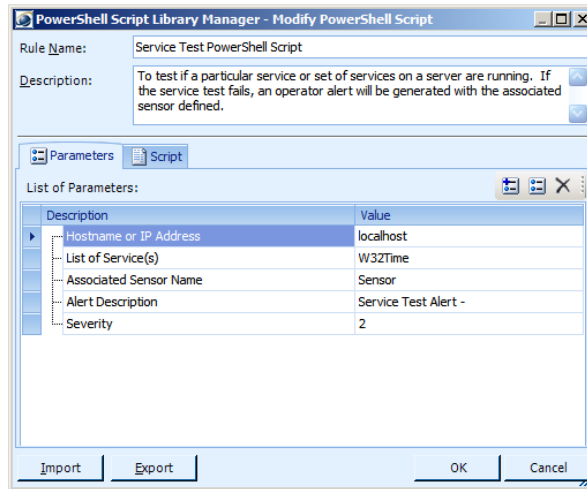 PowerShell Script Library Manager - Modify PowerShell Script
Rule Name: Service Test PowerShell Script
Description: To test if a particular service or set of services on a server are running. If
the service test fails, an operator alert will be generated with the associated
sensor defined.
Parameters Script
List of Parameters:
Description Value
Hostname or IP Address localhost
List of Service(s) W32Time
Associated Sensor Name Sensor
Alert Description Service Test Alert -
Severity 2
Import Export OK Cancel